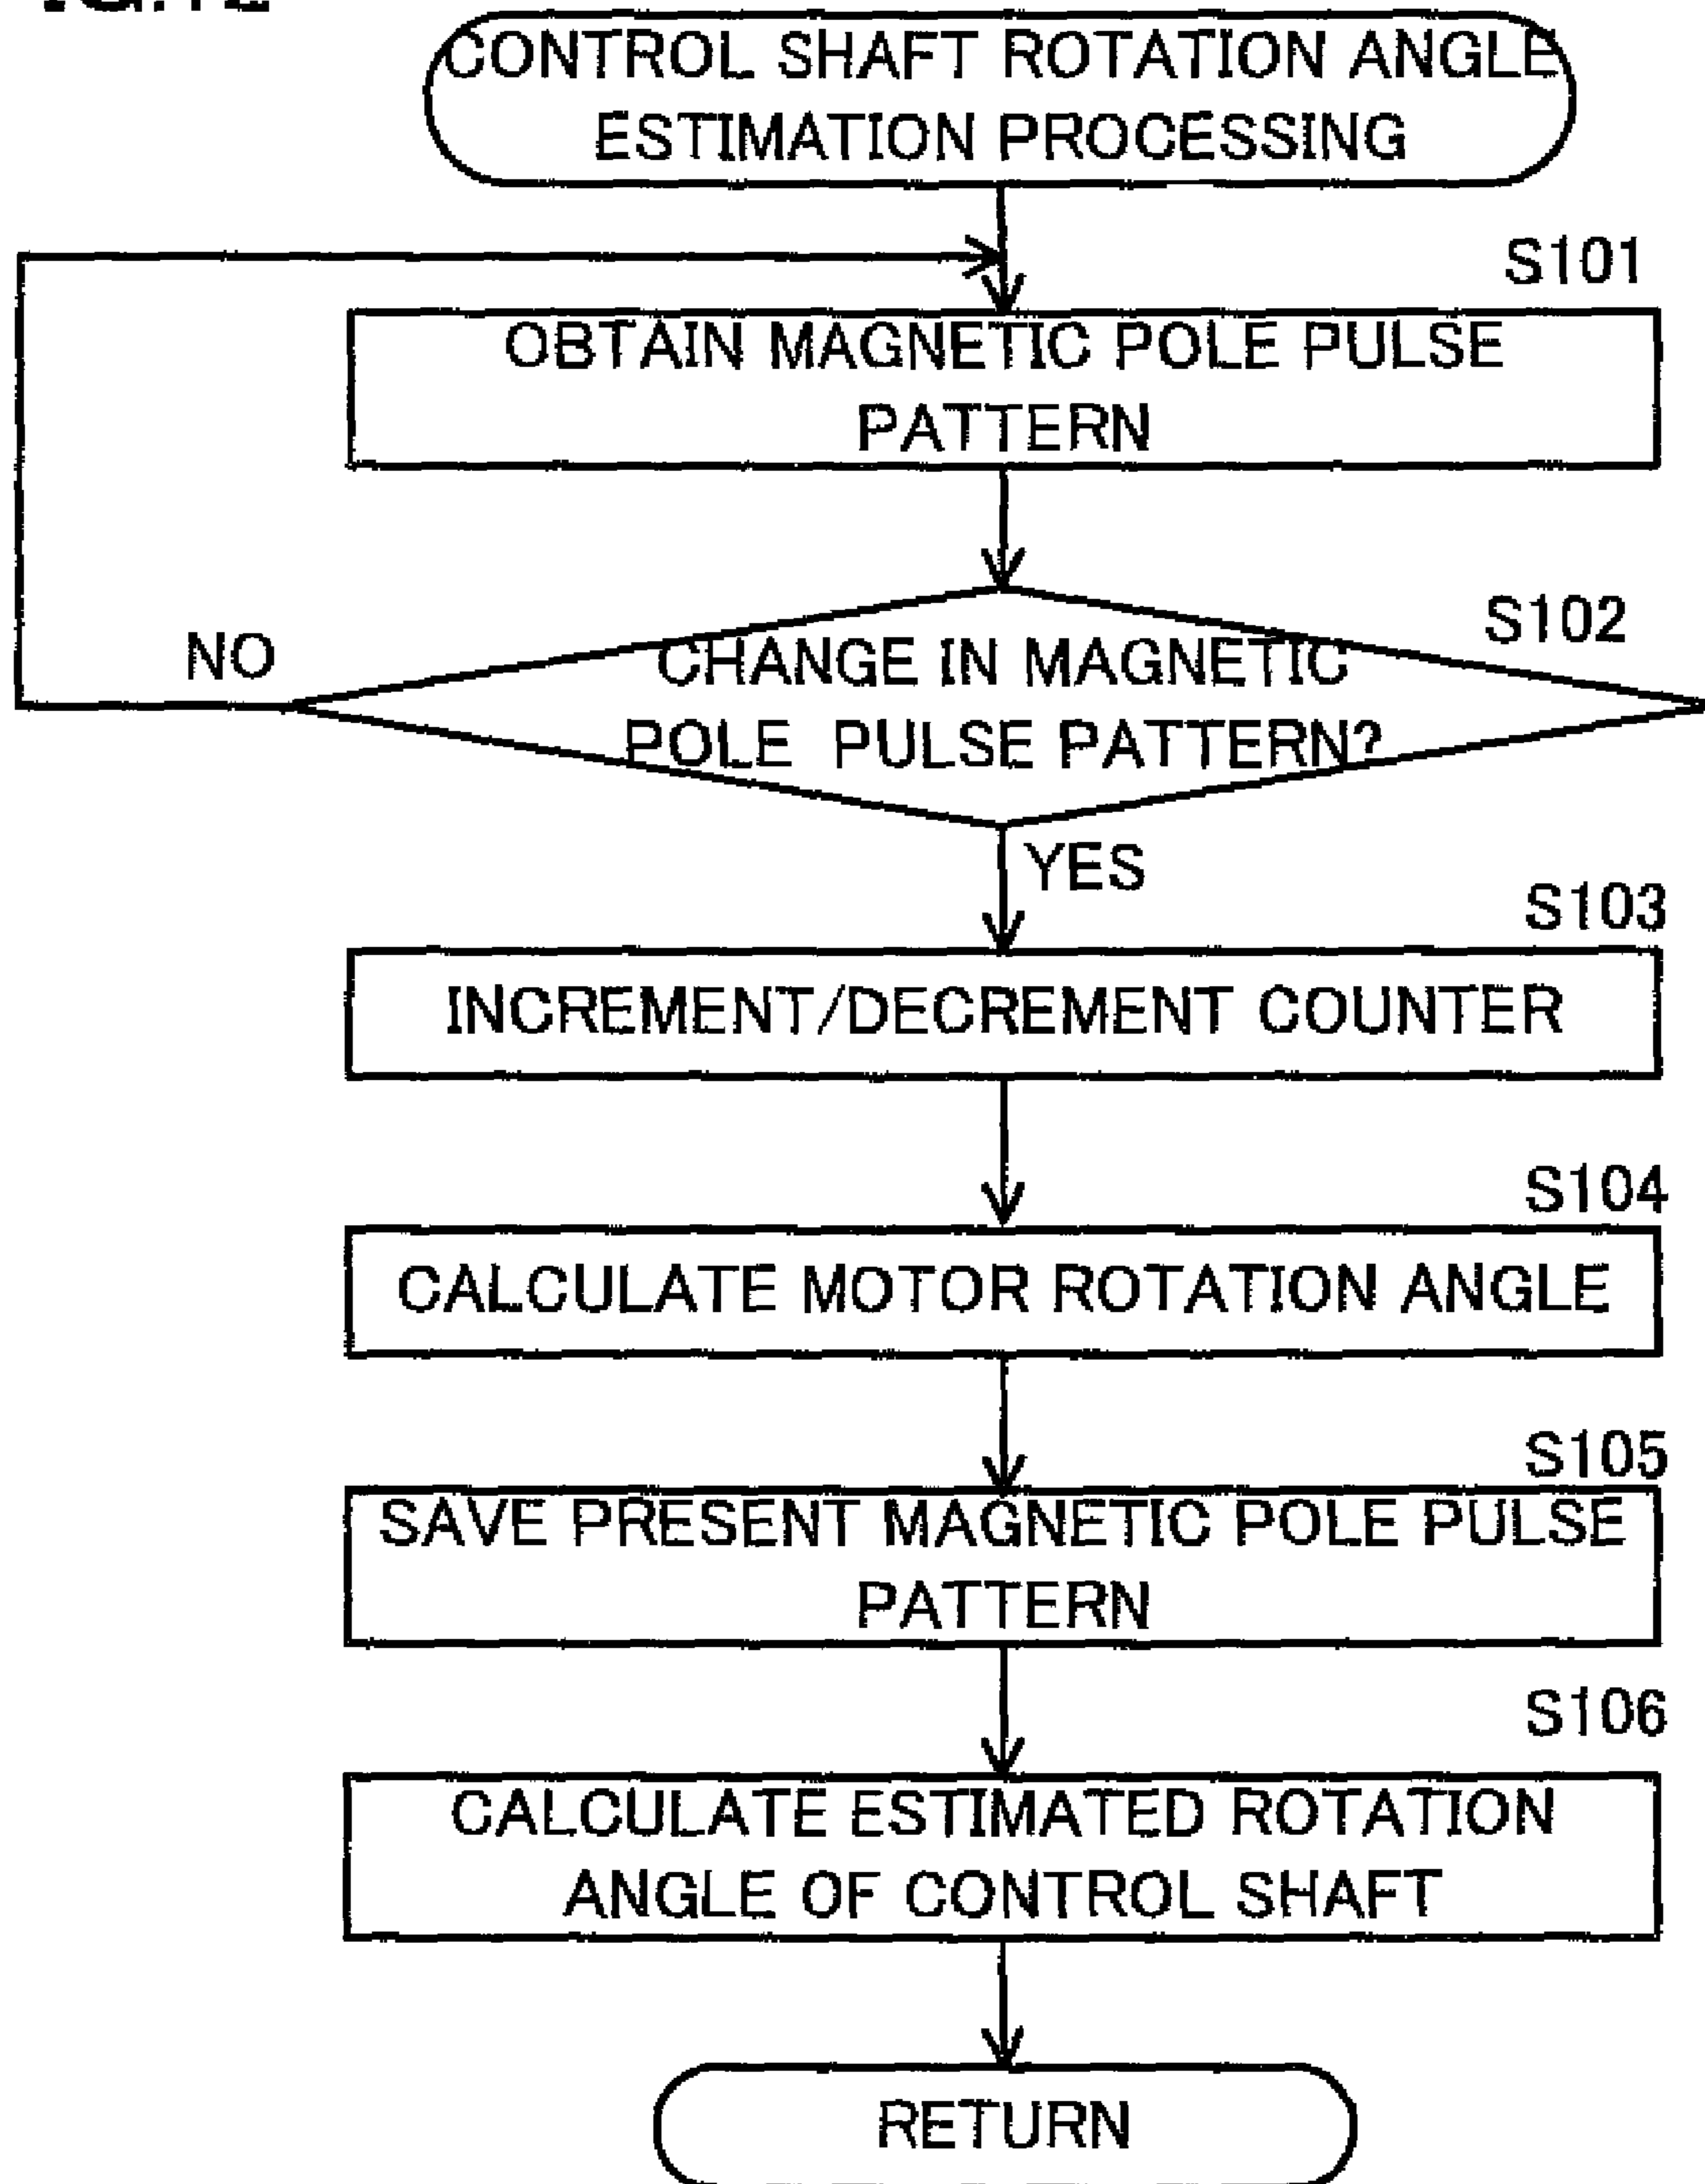 CONTROL SHAFT ROTATION ANGLE
ESTIMATION PROCESSING
S101
OBTAIN MAGNETIC POLE PULSE
PATTERN
S102
NO
CHANGE IN MAGNETIC
POLE PULSE PATTERN?
YES
S103
INCREMENT/DECREMENT COUNTER
S104
CALCULATE MOTOR ROTATION ANGLE
S105
SAVE PRESENT MAGNETIC POLE PULSE
PATTERN
S106
CALCULATE ESTIMATED ROTATION
ANGLE OF CONTROL SHAFT
RETURN